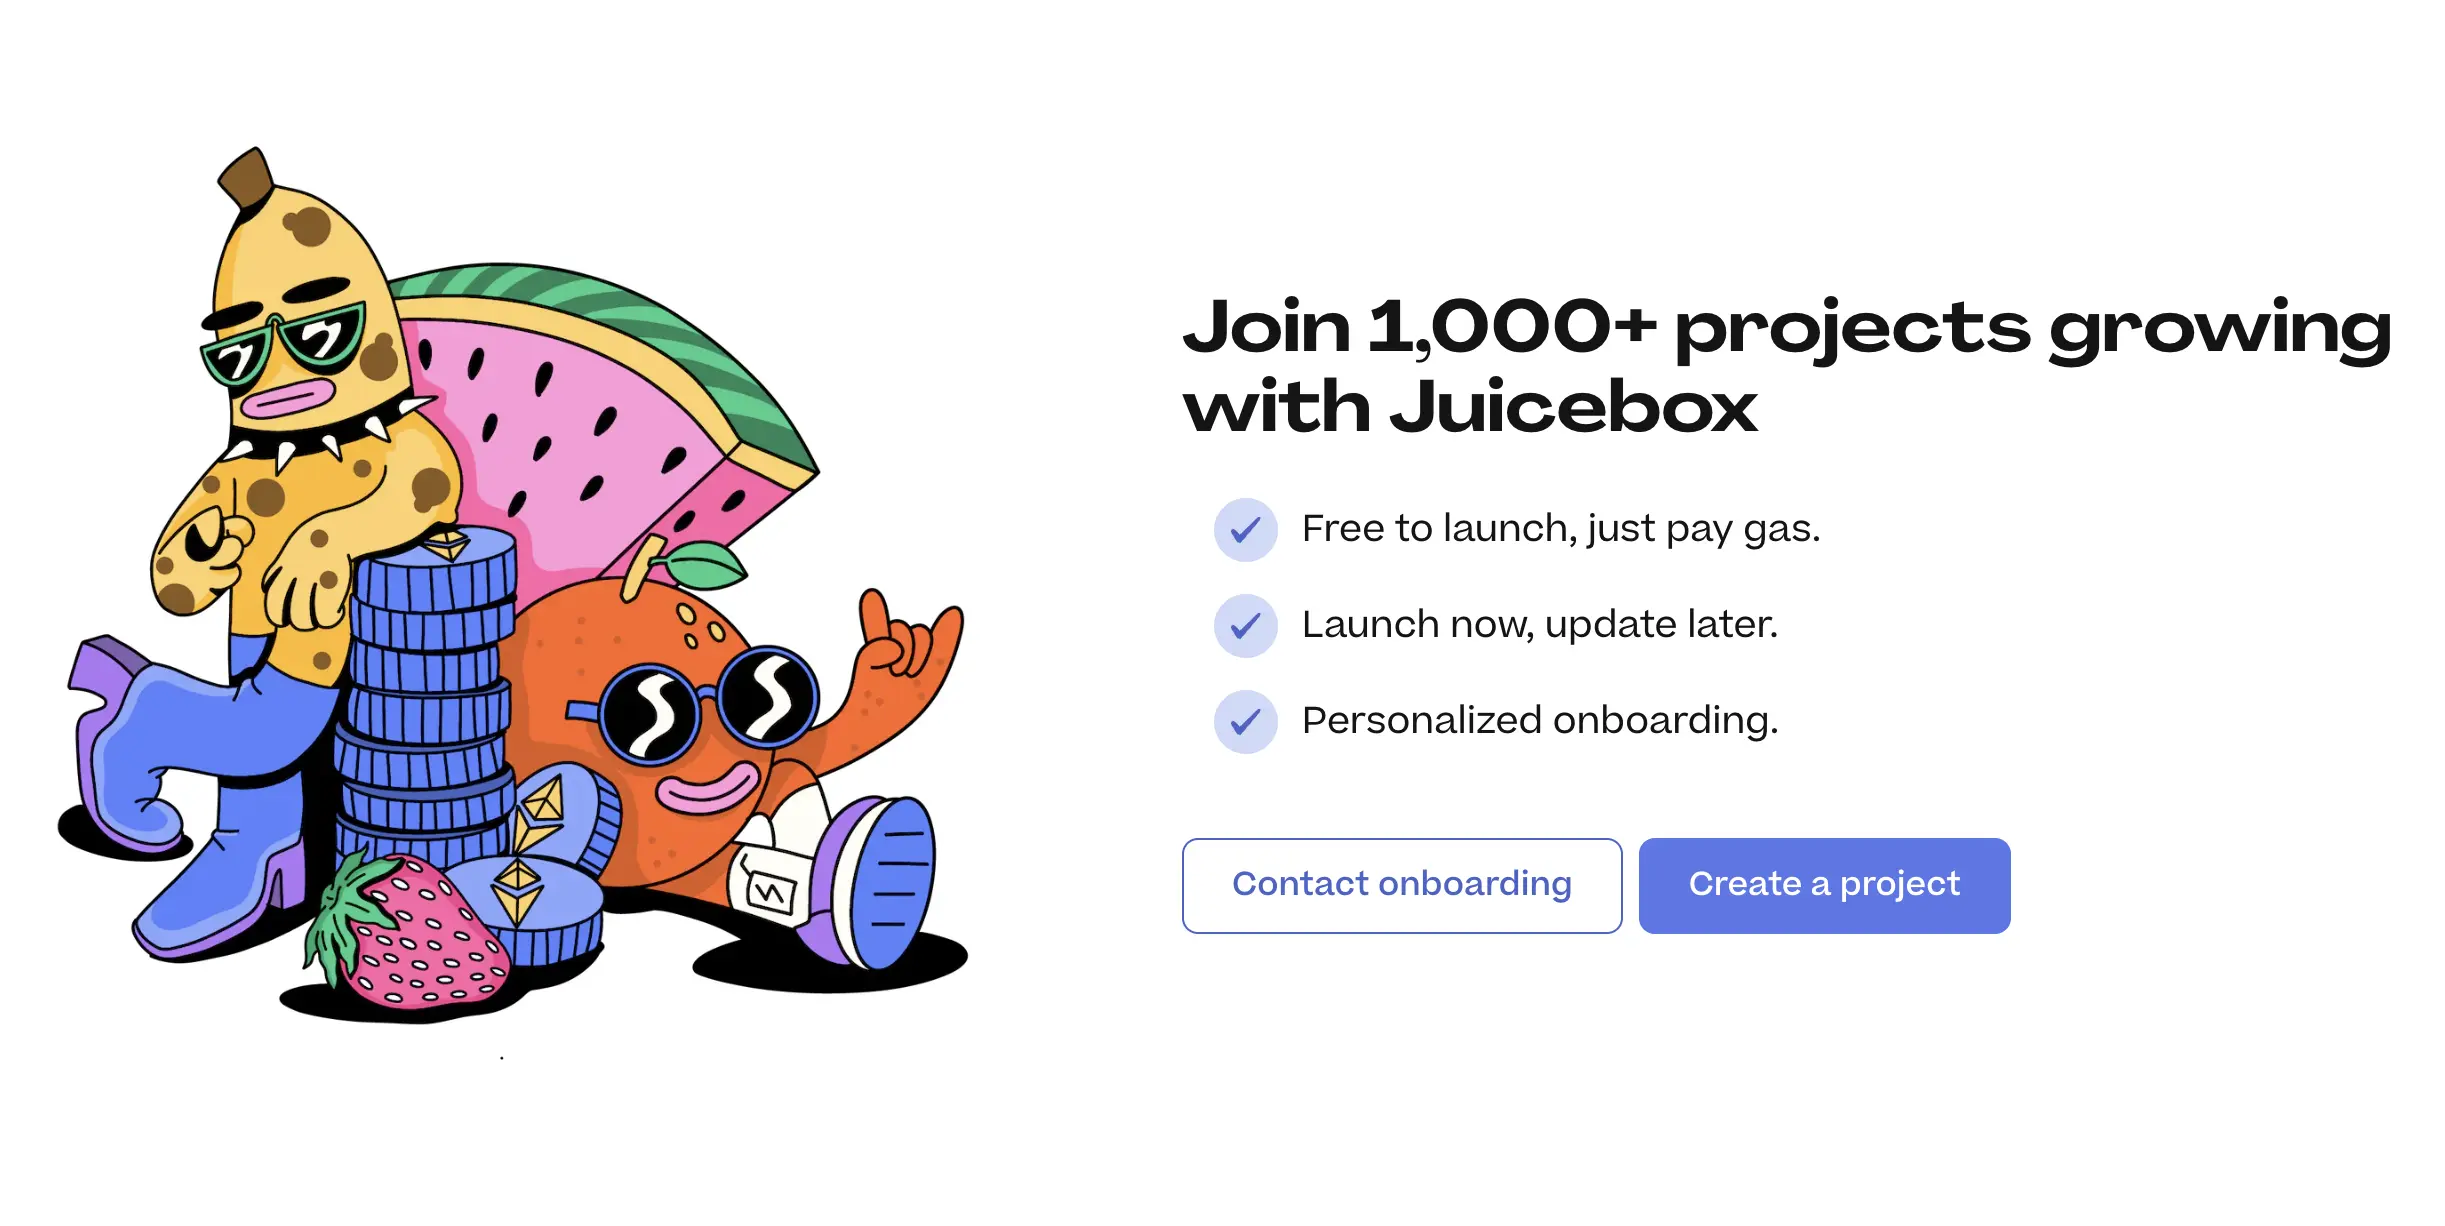 Join 1,000+ projects growing
with Juicebox
Free to launch, just pay gas.
Launch now, update later.
Personalized onboarding.
Contact onboarding
Create a project